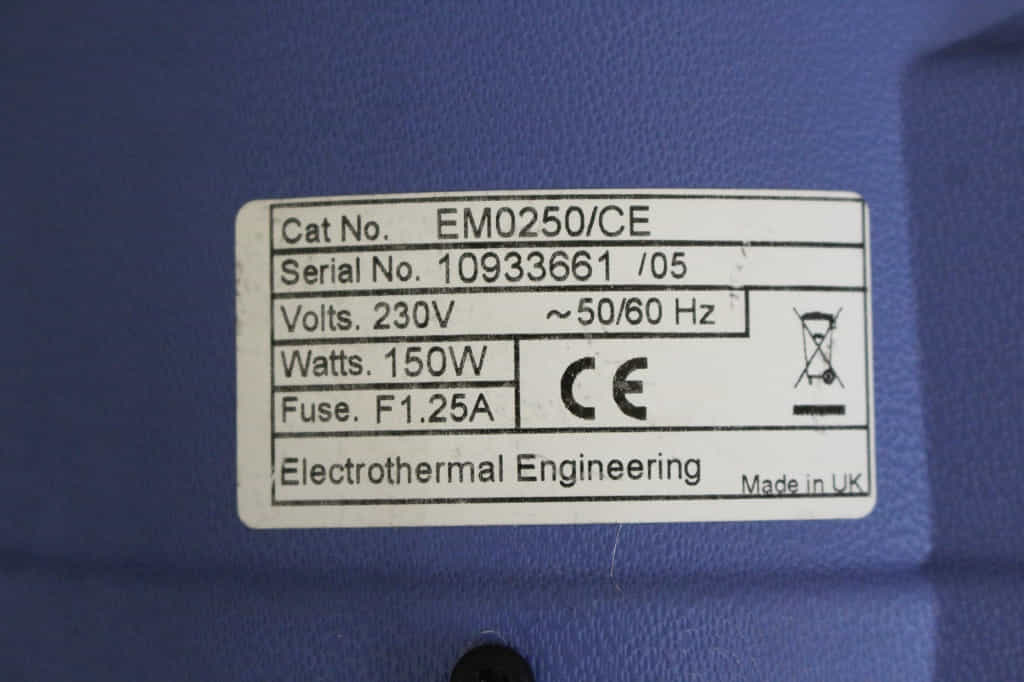 Cat No. EM0250/CE
Serial No. 10933661 /05
Volts. 230V ~50/60 Hz
Watts. 150W
Fuse. F1.25A
CE
Electrothermal Engineering
Made in UK